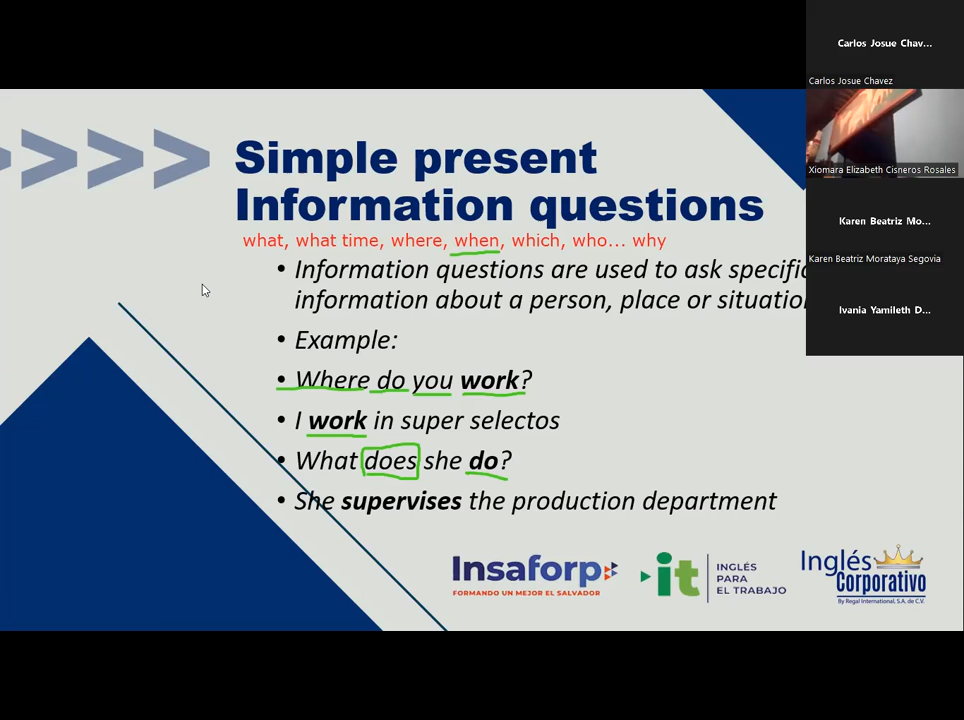 Carlos Josue Chav...
Carlos Josue Chavez
Xiomara Elizabeth Cisneros Rosales
Karen Beatriz Mo...
Karen Beatriz Morataya Segovia
Ivania Yamileth D...
Simple present
Information questions
what, what time, where, when, which, who... why
• Information questions are used to ask specific
information about a person, place or situation
• Example:
• Where do you work?
• I work in super selectos
• What does she do?
• She supervises the production department
Insaforp
FORMANDO UN MEJOR EL SALVADOR
it
INGLÉS
PARA
EL TRABAJO
Inglés
Corporativo
By Regal International, S.A. de C.V.